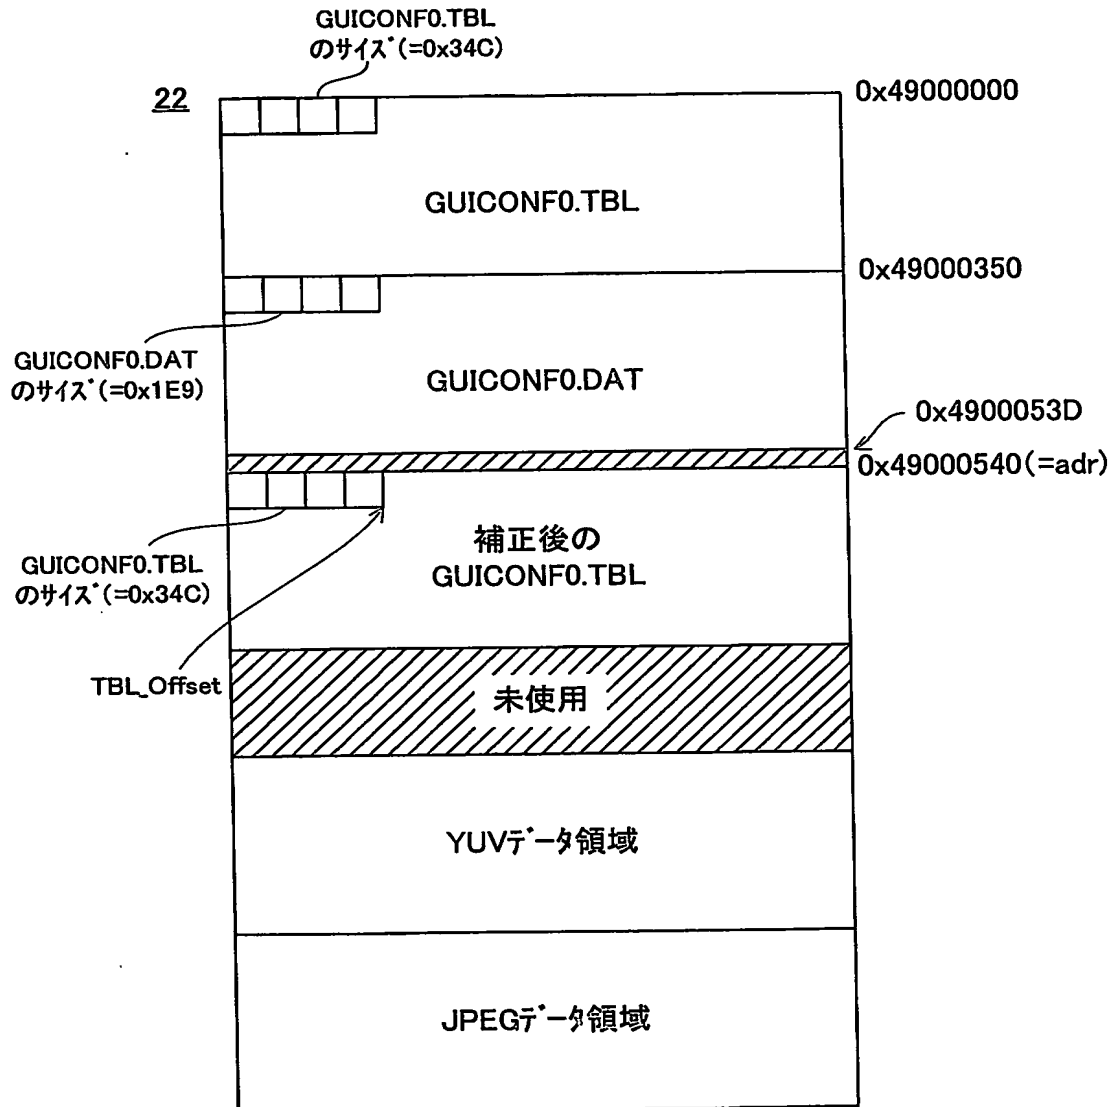 GUICONF0.TBL
のサイズ(=0x34C)
22
0x49000000
GUICONF0.TBL
0x49000350
GUICONF0.DAT
のサイズ(=0x1E9)
GUICONF0.DAT
0x4900053D
0x49000540(=adr)
GUICONF0.TBL
のサイズ(=0x34C)
補正後の
GUICONF0.TBL
TBL_Offset
未使用
YUVデータ領域
JPEGデータ領域